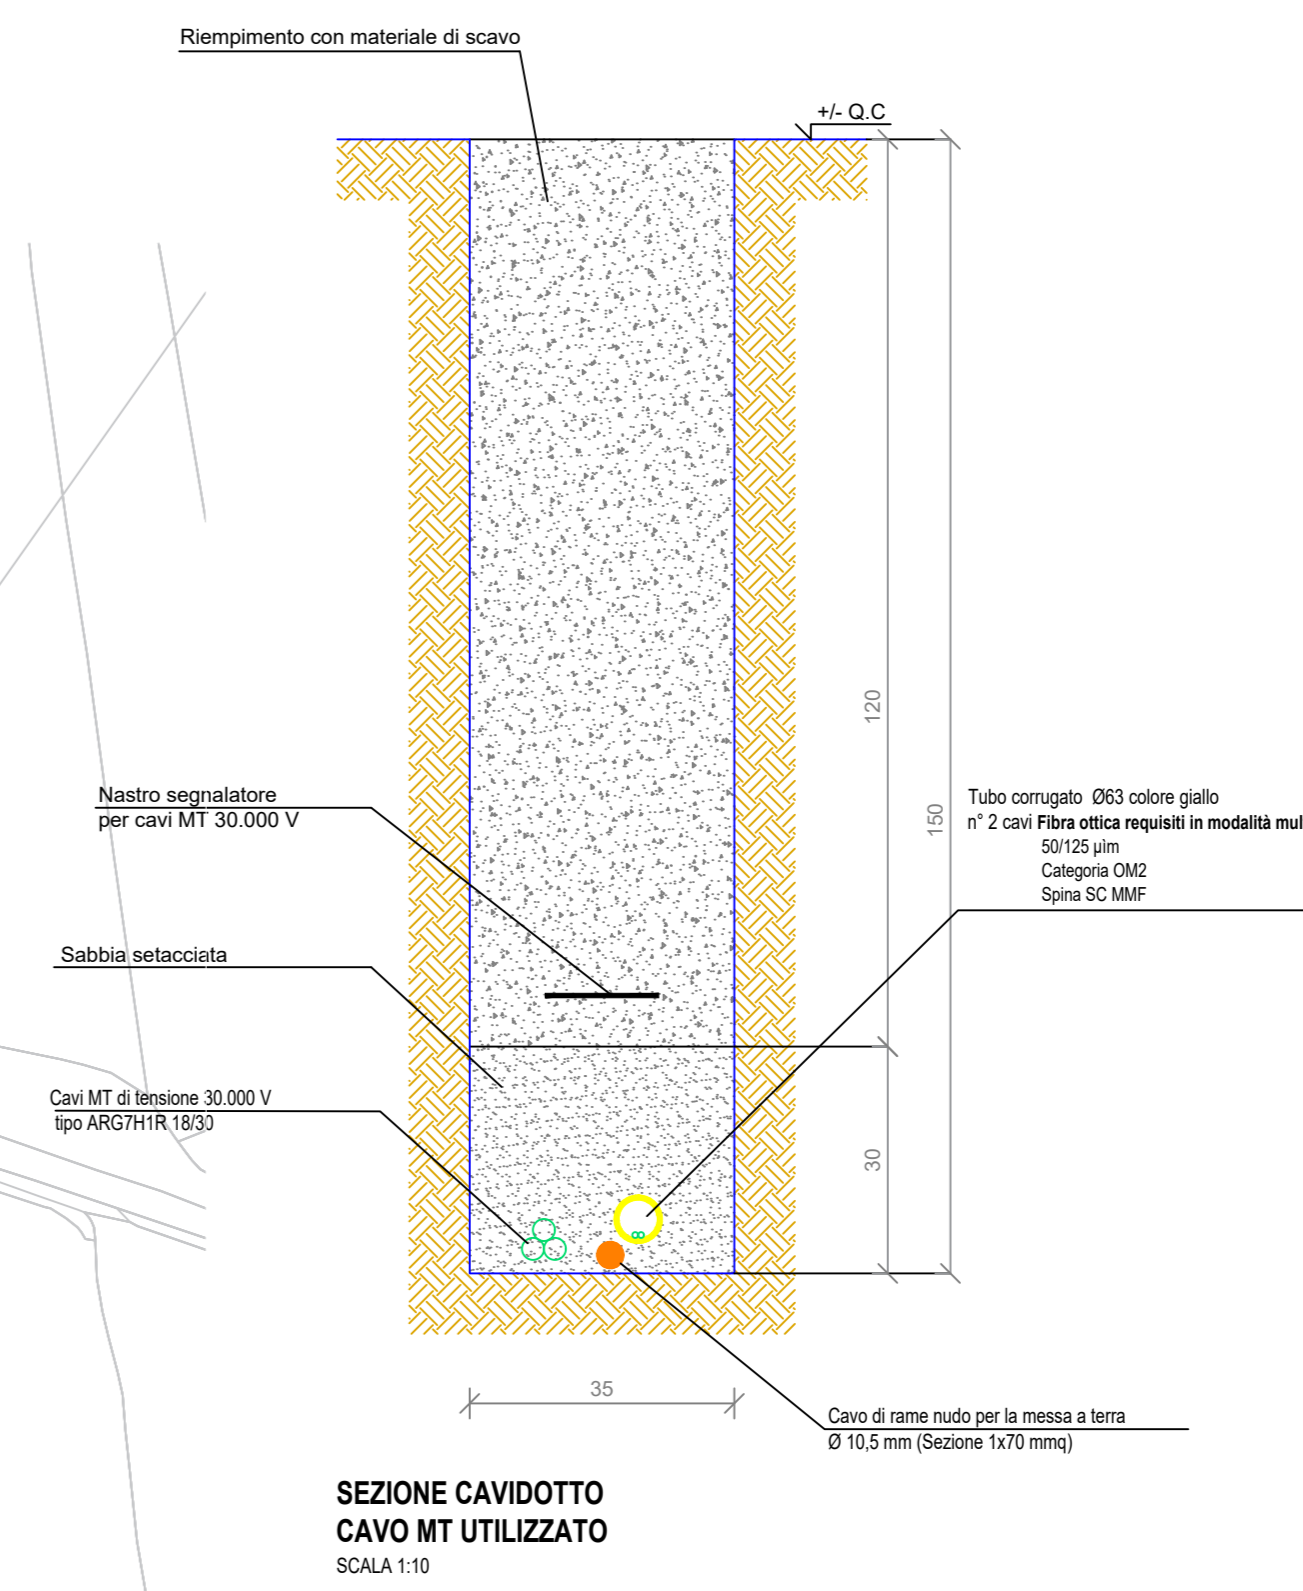 Riempimento con materiale di scavo
+/- Q.C
120
150
Nastro segnalatore
per cavi MT 30.000 V
Tubo corrugato Ø63 colore giallo
n° 2 cavi Fibra ottica requisiti in modalità mul
50/125 µìm
Categoria OM2
Spina SC MMF
Sabbia setacciata
Cavi MT di tensione 30.000 V
tipo ARG7H1R 18/30
30
35
Cavo di rame nudo per la messa a terra
Ø 10,5 mm (Sezione 1x70 mmq)
SEZIONE CAVIDOTTO
CAVO MT UTILIZZATO
SCALA 1:10